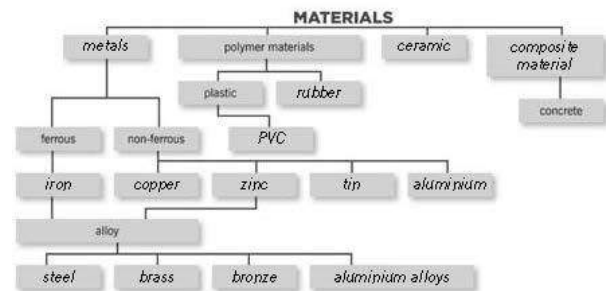 MATERIALS
metals
polymer materials
ceramic
composite
material
plastic
rubber
concrete
ferrous
non-ferrous
PVC
iron
copper
zinc
tin
aluminium
alloy
steel
brass
bronze
aluminium alloys